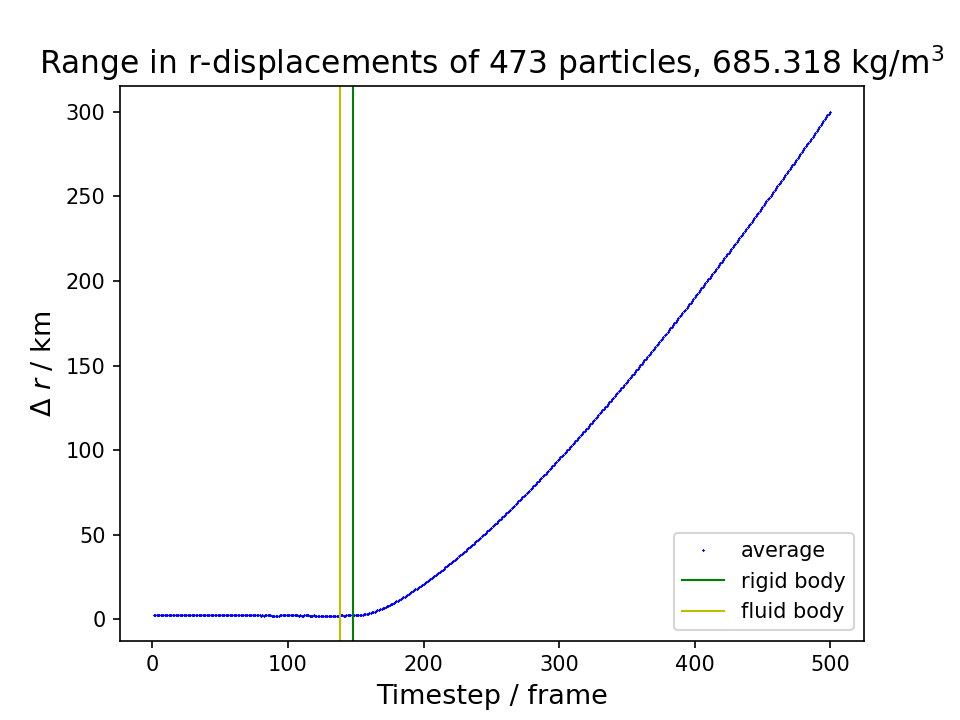 Range in r-displacements of 473 particles, 685.318 kg/m³
Δ r / km
300
250
200
150
100
50
0
0 100 200 300 400 500
Timestep / frame
average
rigid body
fluid body